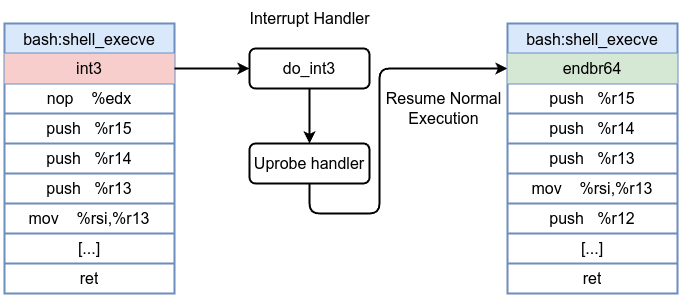 Interrupt Handler
bash:shell_execve
int3
nop %edx
push %r15
push %r14
push %r13
mov %rsi,%r13
[...]
ret
do_int3
Uprobe handler
Resume Normal
Execution
bash:shell_execve
endbr64
push %r15
push %r14
push %r13
mov %rsi,%r13
push %r12
[...]
ret